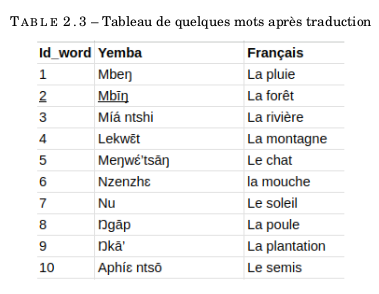 TABLE 2.3 – Tableau de quelques mots après traduction
Id_word Yemba Français
1 Mbeŋ La pluie
2 Mbīŋ La forêt
3 Míá ntshi La rivière
4 Lekwɛ̄t La montagne
5 Meŋwɛ́'tsāŋ Le chat
6 Nzenzhɛ la mouche
7 Nu Le soleil
8 Ŋgāp La poule
9 Ŋkā' La plantation
10 Aphíɛ ntsō Le semis